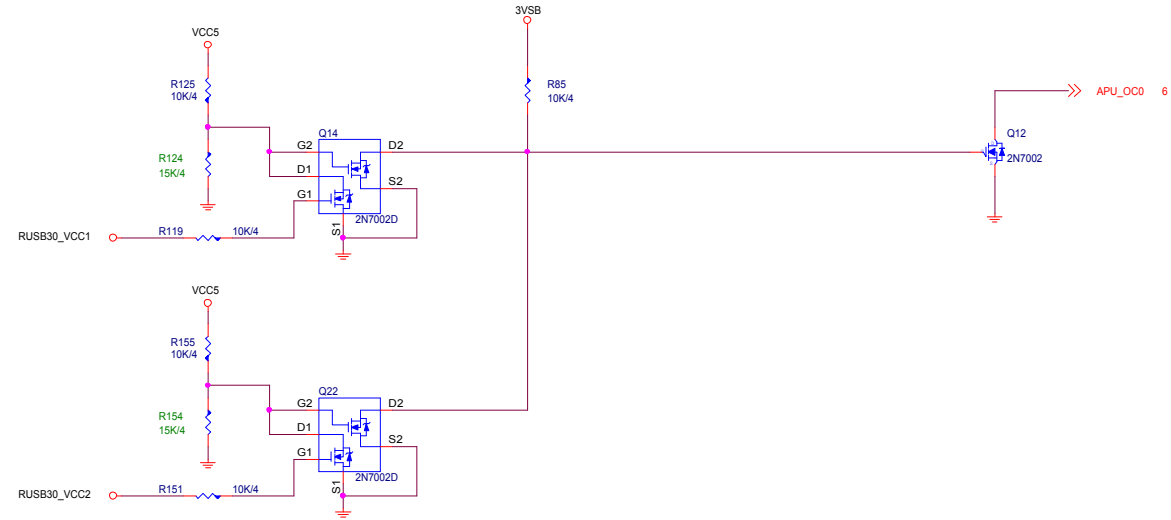 3VSB
VCC5
R125
10K/4
R85
10K/4
APU_OC0 6
Q14
Q12
G2
D2
R124
15K/4
2N7002
D1
S2
G1
2N7002D
S1
RUSB30_VCC1
R119
10K/4
VCC5
R155
10K/4
Q22
G2
D2
R154
15K/4
D1
S2
G1
2N7002D
S1
RUSB30_VCC2
R151
10K/4